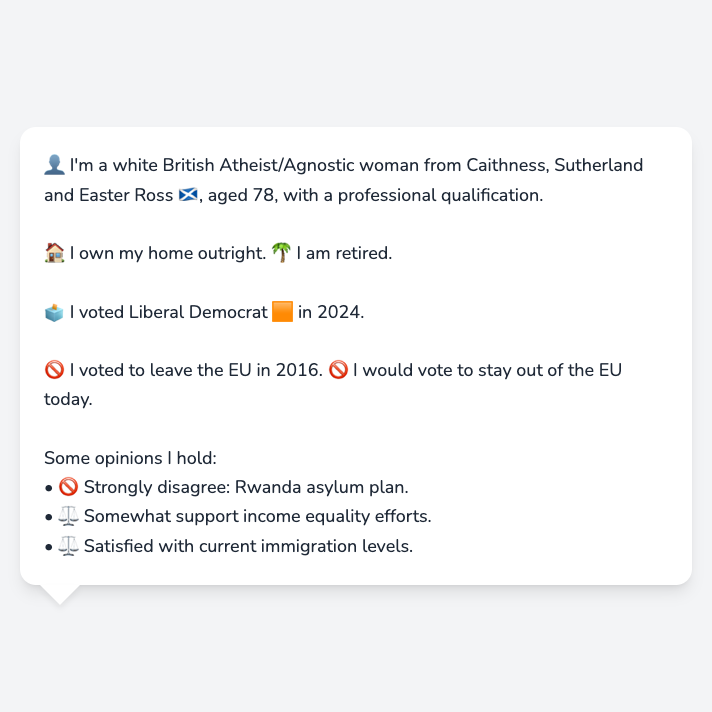 👤 I'm a white British Atheist/Agnostic woman from Caithness, Sutherland
and Easter Ross 🏴󠁧󠁢󠁳󠁣󠁴󠁿, aged 78, with a professional qualification.
🏠 I own my home outright. 🌴 I am retired.
🗳️ I voted Liberal Democrat 🟧 in 2024.
🚫 I voted to leave the EU in 2016. 🚫 I would vote to stay out of the EU
today.
Some opinions I hold:
• 🚫 Strongly disagree: Rwanda asylum plan.
• ⚖️ Somewhat support income equality efforts.
• ⚖️ Satisfied with current immigration levels.